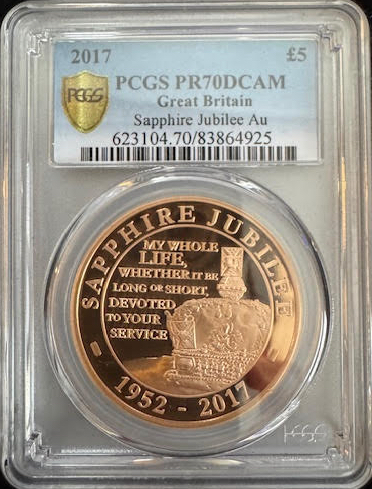 2017 £5
PCGS PR70DCAM
PCGS
Great Britain
Sapphire Jubilee Au
623104.70/83864925
SAPPHIRE JUBILEE
MY WHOLE
LIFE,
WHETHER IT BE
LONG OR SHORT,
DEVOTED
TO YOUR
SERVICE
1952 - 2017
PCGS